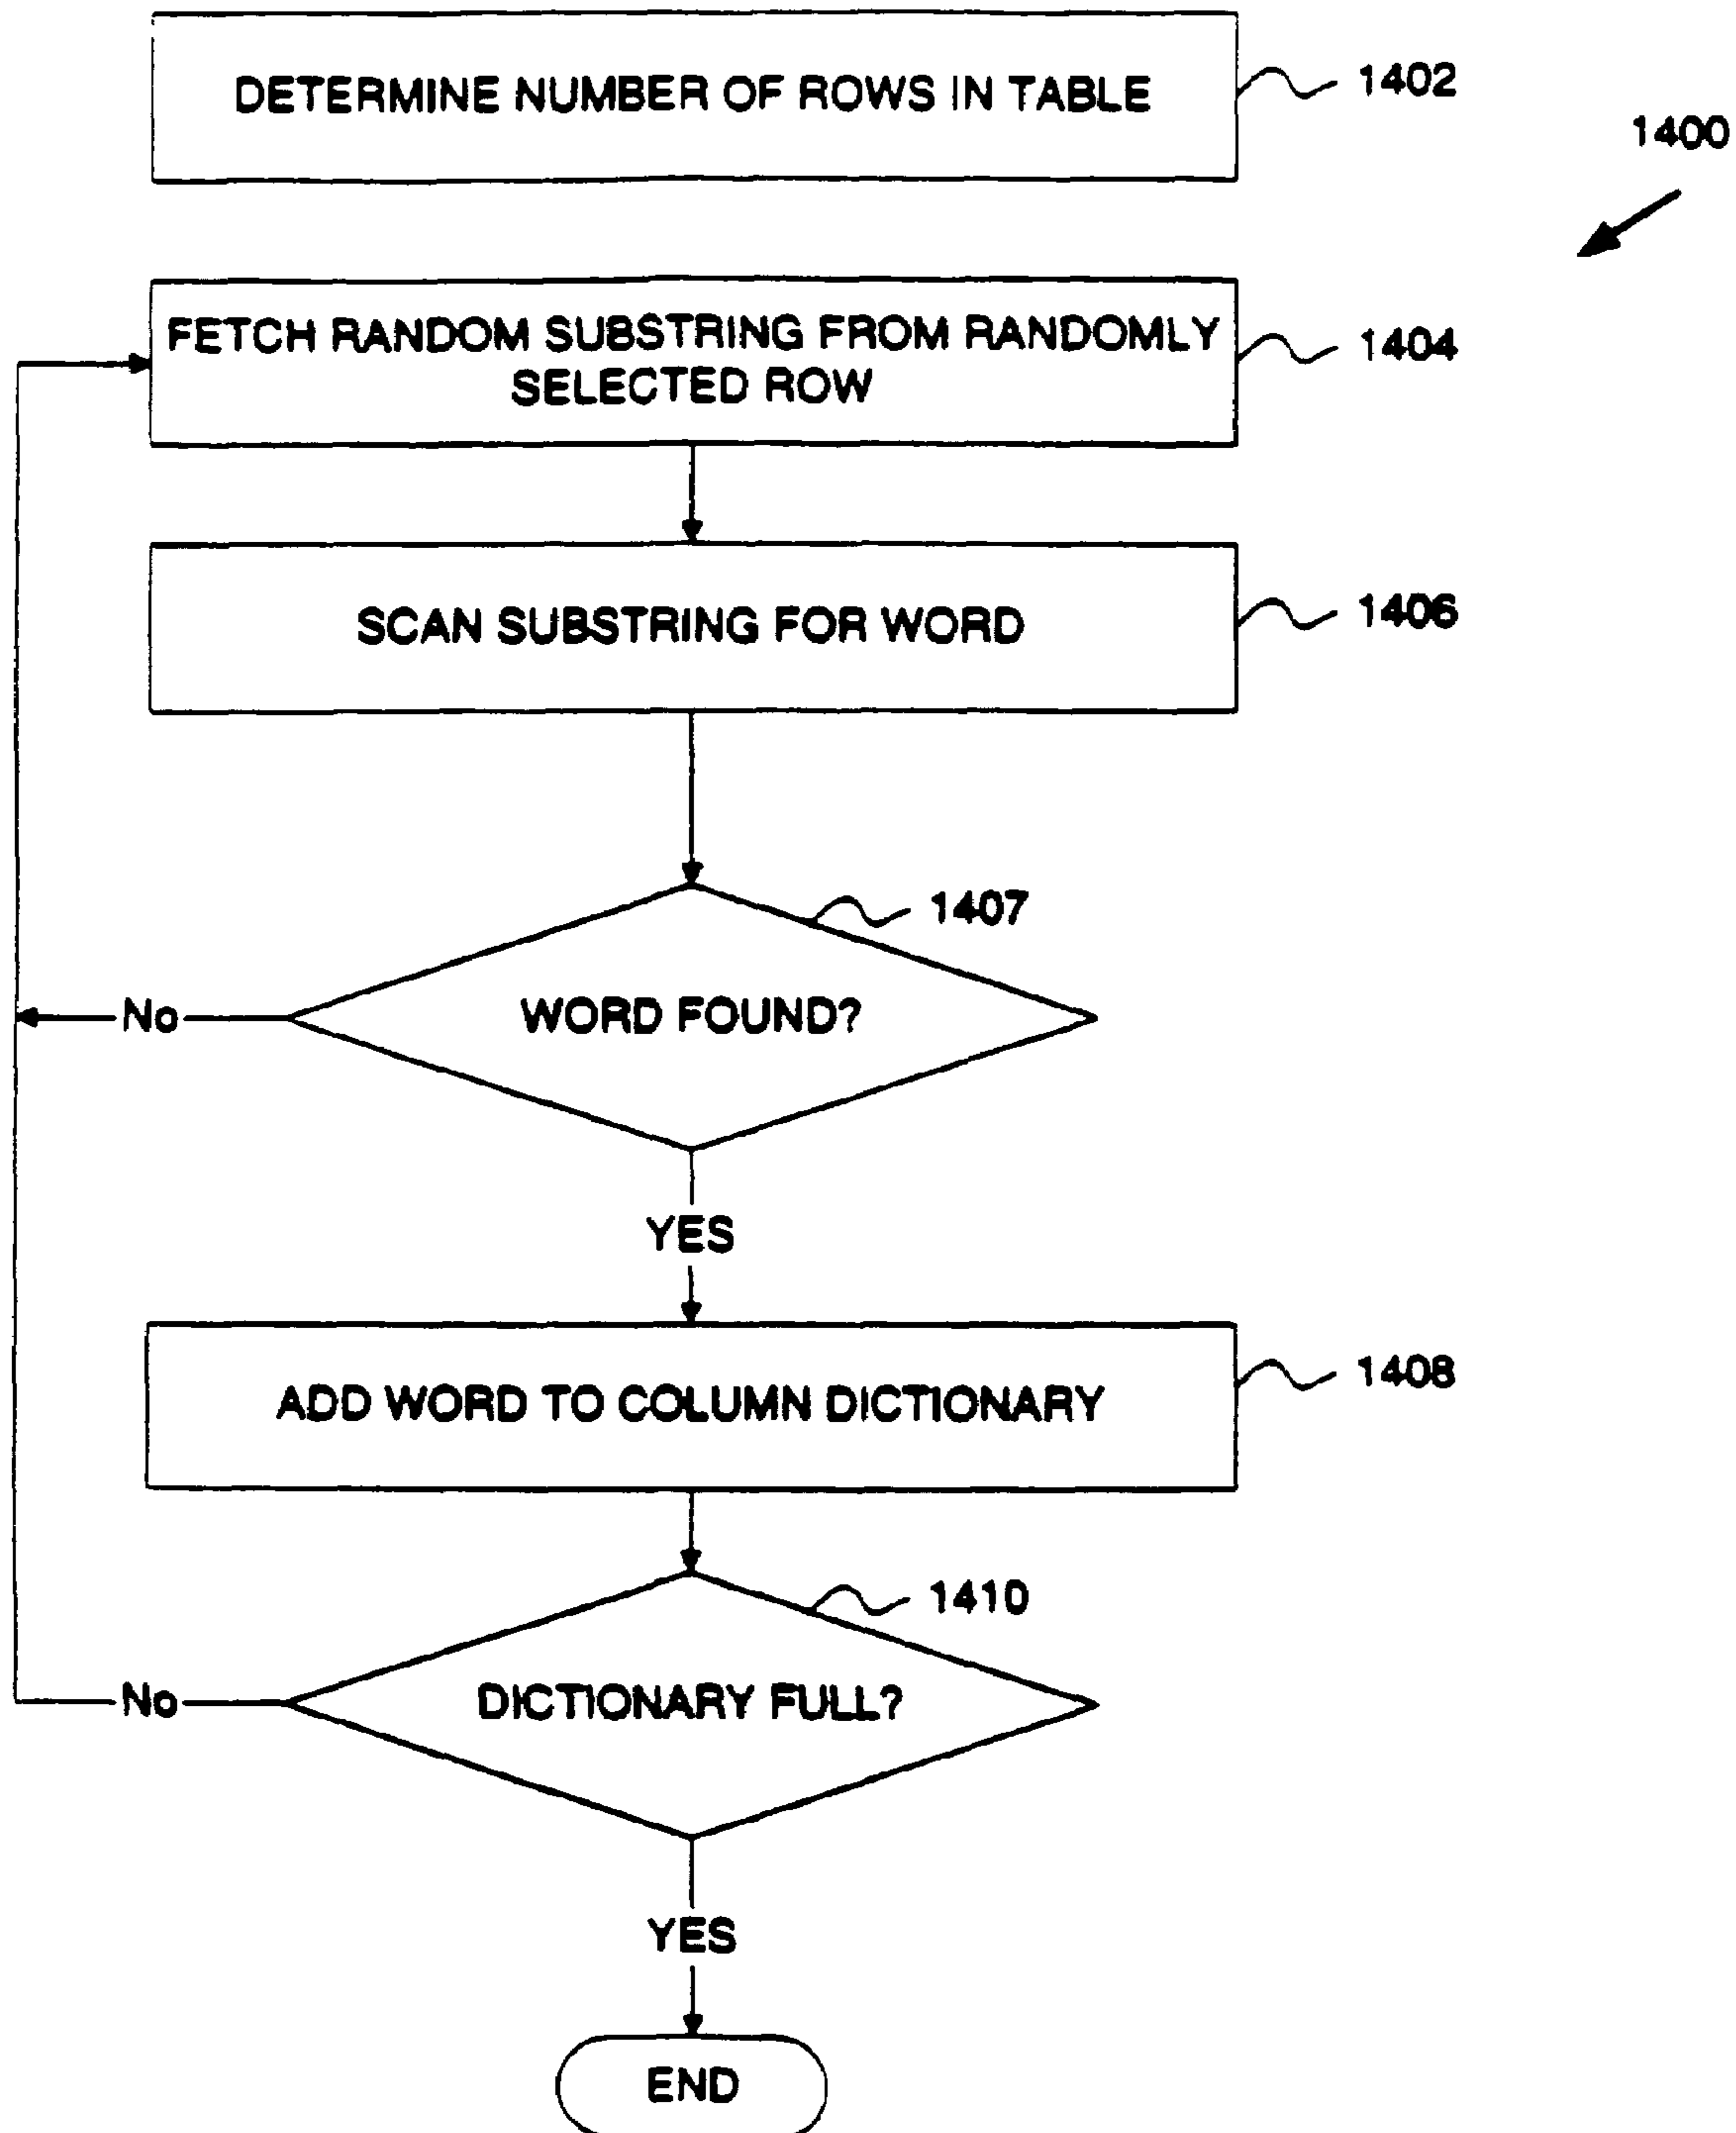 DETERMINE NUMBER OF ROWS IN TABLE
1402
1400
FETCH RANDOM SUBSTRING FROM RANDOMLY
SELECTED ROW
1404
SCAN SUBSTRING FOR WORD
1406
1407
WORD FOUND?
No
YES
ADD WORD TO COLUMN DICTIONARY
1408
1410
DICTIONARY FULL?
No
YES
END